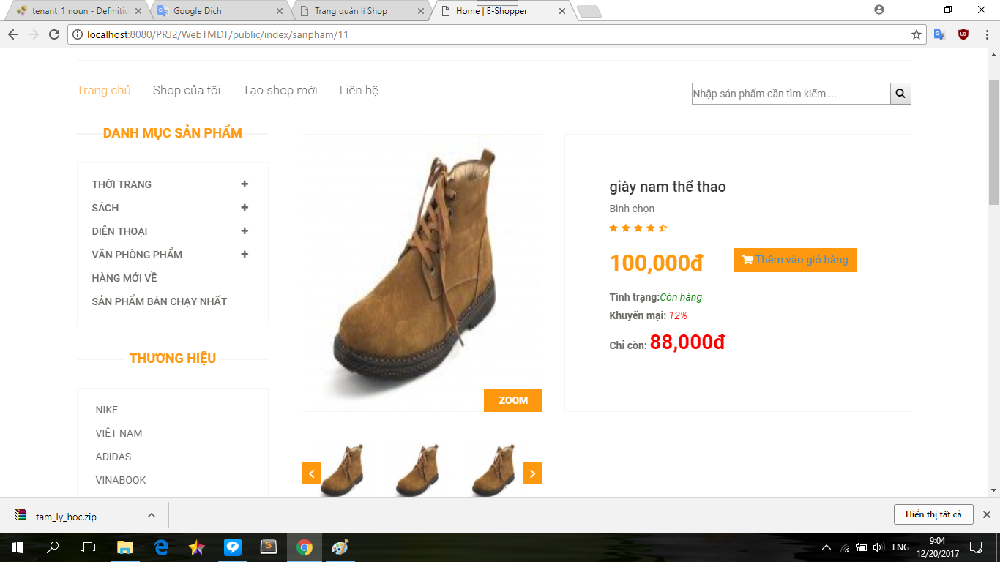 tenant_1 noun - Definitio
Google Dịch
Trang quản lí Shop
Home | E-Shopper
localhost:8080/PRJ2/WebTMDT/public/index/sanpham/11
Trang chủ Shop của tôi Tạo shop mới Liên hệ
Nhập sản phẩm cần tìm kiếm....
DANH MỤC SẢN PHẨM
THỜI TRANG
SÁCH
ĐIỆN THOẠI
VĂN PHÒNG PHẨM
HÀNG MỚI VỀ
SẢN PHẨM BÁN CHẠY NHẤT
THƯƠNG HIỆU
NIKE
VIỆT NAM
ADIDAS
VINABOOK
ZOOM
giày nam thể thao
Bình chọn
100,000đ
Thêm vào giỏ hàng
Tình trạng:Còn hàng
Khuyến mại: 12%
Chỉ còn: 88,000đ
tam_ly_hoc.zip
Hiển thị tất cả
ENG
9:04
12/20/2017